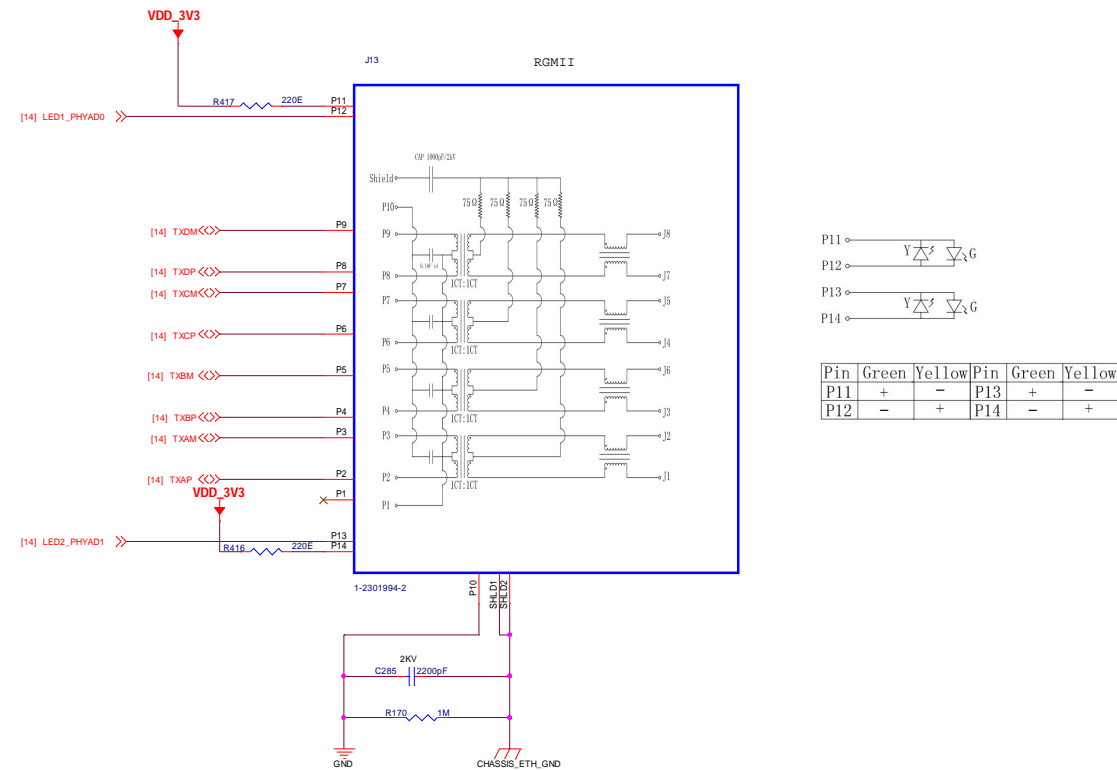 VDD_3V3
J13
RGMII
R417 220E P11
[14] LED1_PHYAD0 P12
CAP 1000pF/2kV
Shield
75Ω 75Ω 75Ω 75Ω
P10
[14] TXDM P9 P9 J8
[14] TXDP P8 P8 J7
1CT:1CT
[14] TXCM P7 P7 J5
[14] TXCP P6 P6 J4
1CT:1CT
[14] TXBM P5 P5 J6
[14] TXBP P4 P4 J3
1CT:1CT
[14] TXAM P3 P3 J2
[14] TXAP P2 P2 J1
1CT:1CT
VDD_3V3
P1 P1
[14] LED2_PHYAD1 P13
R416 220E P14
1-2301994-2
P10
SHLD1
SHLD2
2KV
C285 2200pF
R170 1M
GND
CHASSIS_ETH_GND
P11
Y G
P12
P13
Y G
P14
Pin Green Yellow Pin Green Yellow
P11 + − P13 + −
P12 − + P14 − +